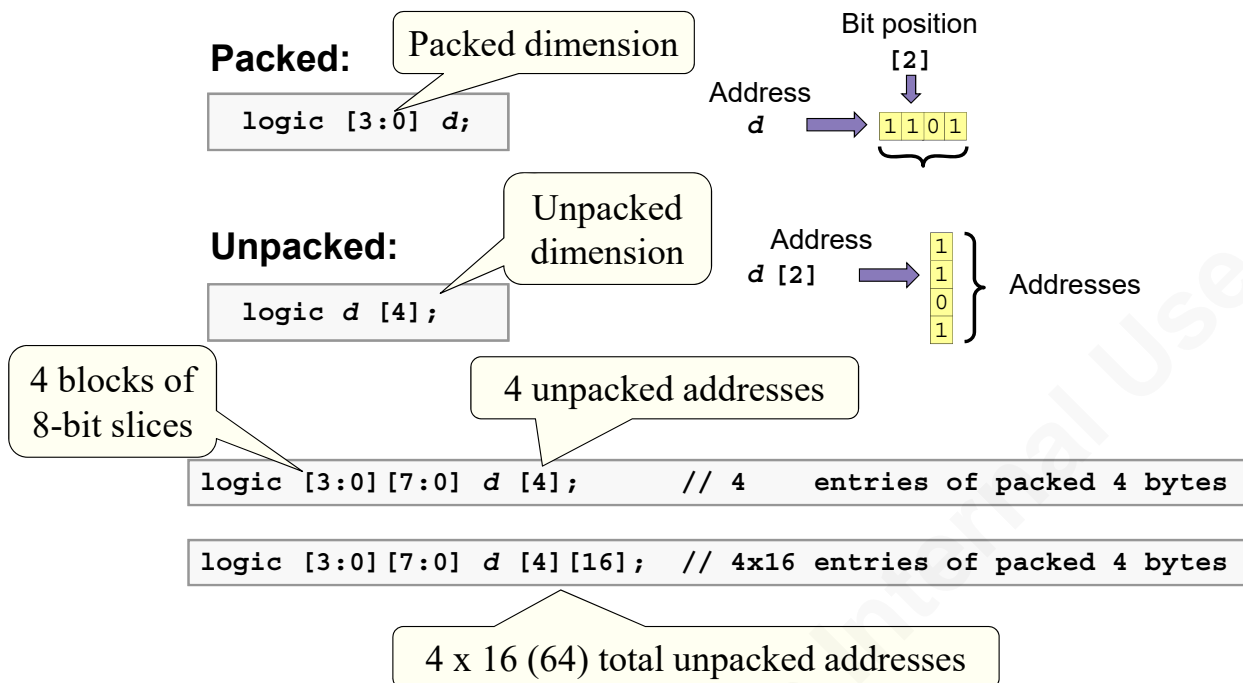 Packed:
Packed dimension
logic [3:0] d;
Bit position
[2]
Address
d
1 1 0 1
Unpacked:
Unpacked
dimension
logic d [4];
Address
d [2]
1
1
0
1
Addresses
4 blocks of
8-bit slices
4 unpacked addresses
logic [3:0][7:0] d [4]; // 4 entries of packed 4 bytes
logic [3:0][7:0] d [4][16]; // 4x16 entries of packed 4 bytes
4 x 16 (64) total unpacked addresses
Internal Use